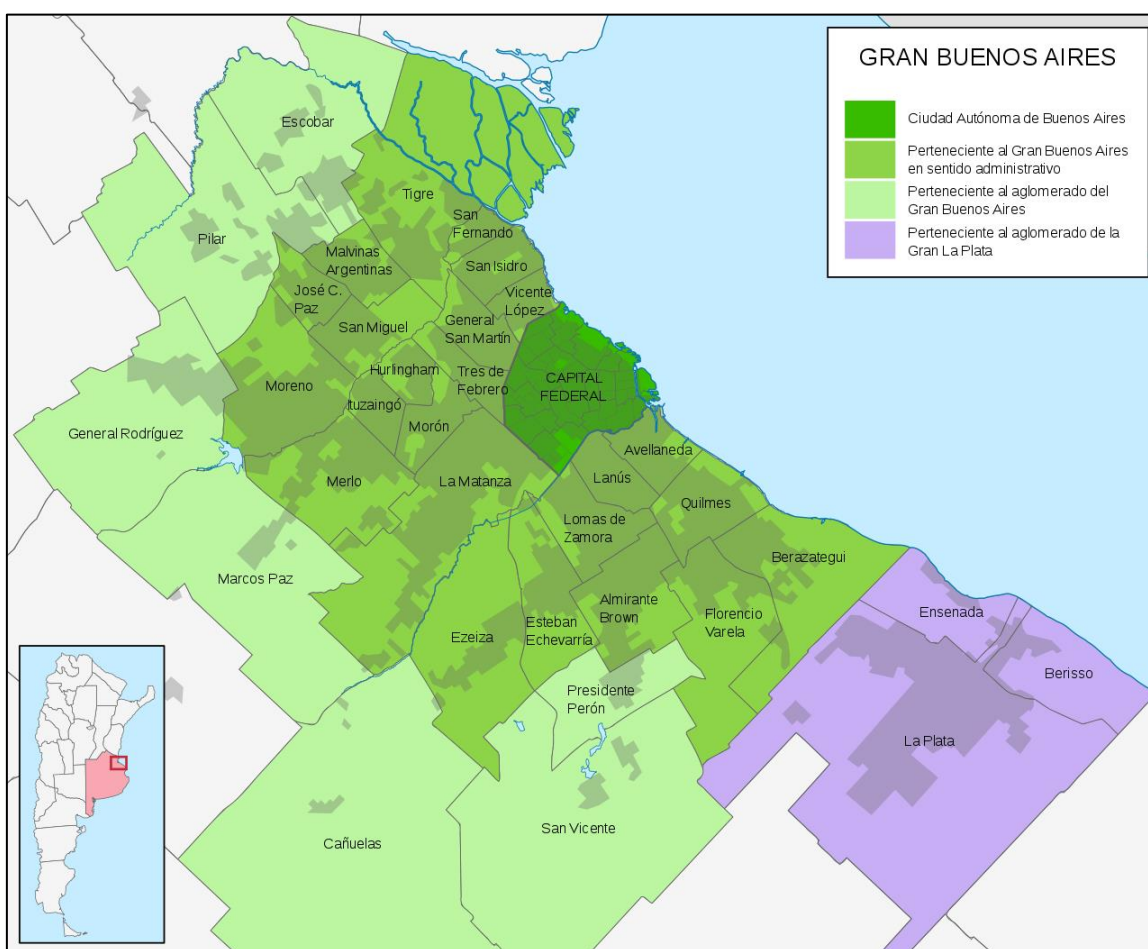 GRAN BUENOS AIRES
Ciudad Autónoma de Buenos Aires
Perteneciente al Gran Buenos Aires
en sentido administrativo
Perteneciente al aglomerado del
Gran Buenos Aires
Perteneciente al aglomerado de la
Gran La Plata
Escobar
Tigre
San
Fernando
Pilar
Malvinas
Argentinas
San Isidro
José C.
Paz
Vicente
López
San Miguel
General
San Martín
Hurlingham
Tres de
Febrero
CAPITAL
FEDERAL
Moreno
Ituzaingó
Morón
General Rodríguez
Avellaneda
Merlo
La Matanza
Lanús
Quilmes
Lomas de
Zamora
Berazategui
Marcos Paz
Almirante
Brown
Florencio
Varela
Ensenada
Esteban
Echevarría
Ezeiza
Berisso
Presidente
Perón
La Plata
San Vicente
Cañuelas